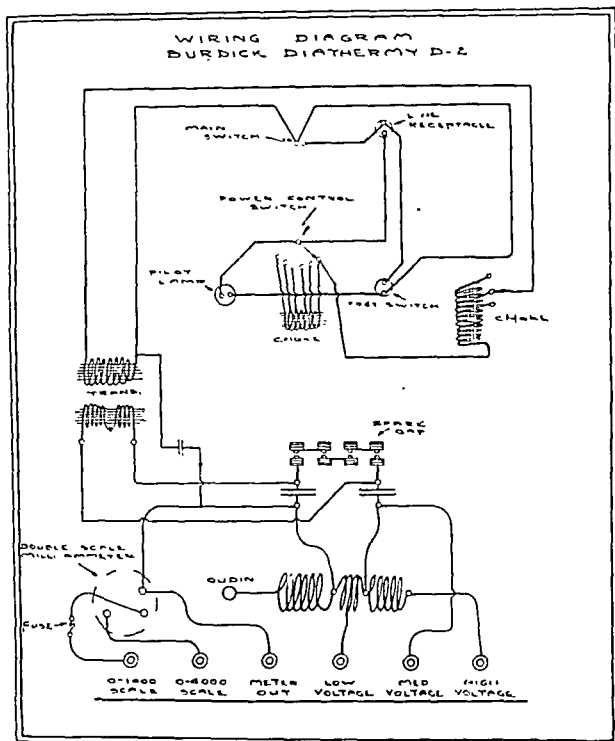 WIRING DIAGRAM
BURDICK DIATHERMY D-2
MAIN
SWITCH
LINE
RECEPTACLE
POWER CONTROL
SWITCH
PILOT
LAMP
FOOT SWITCH
CHOKE
CHOKE
TRANS.
SPARK
GAP
DOUBLE SCALE
MILLIAMMETER
OUDIN
FUSE
0-1000
SCALE
0-4000
SCALE
METER
OUT
LOW
VOLTAGE
MED
VOLTAGE
HIGH
VOLTAGE